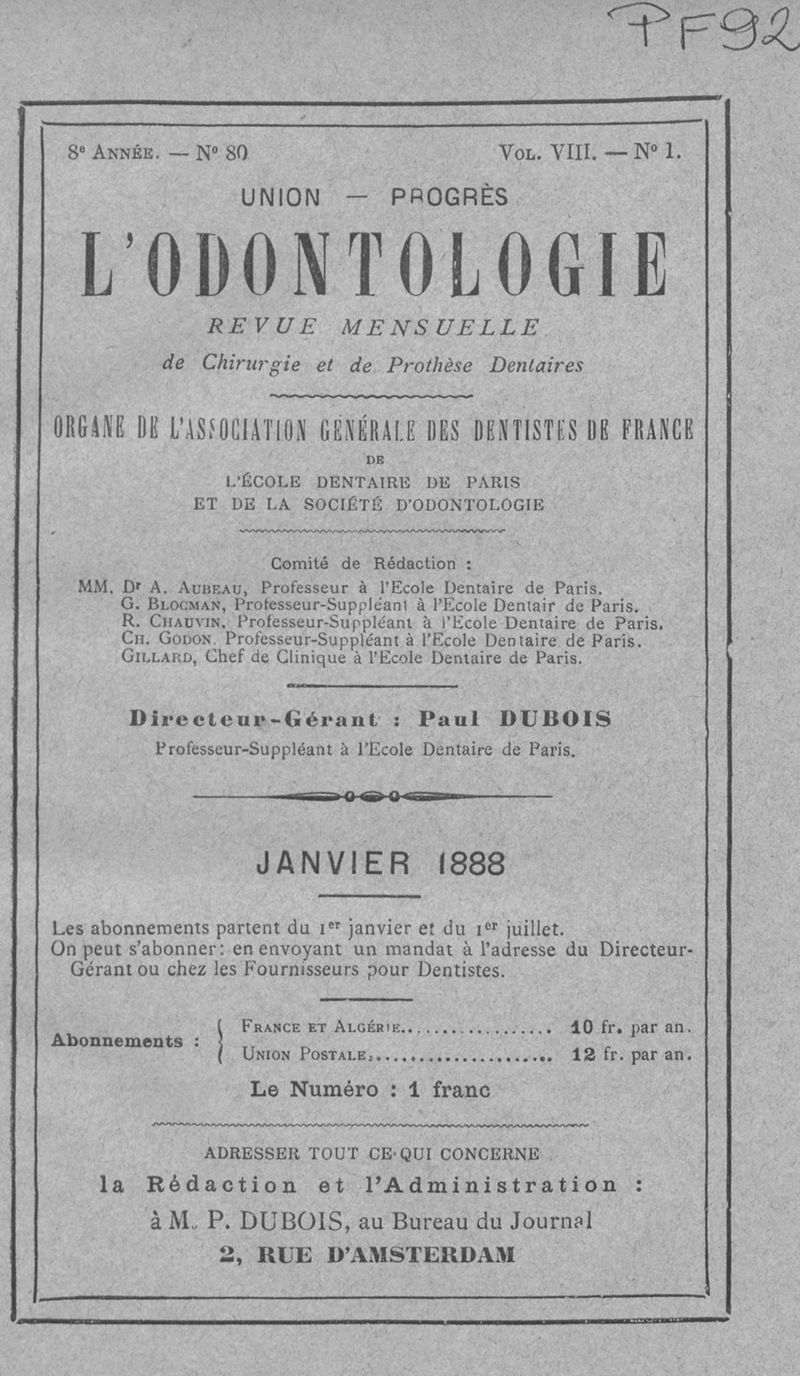 PF92
8e ANNÉE. — No 80
VOL. VIII. — No 1.
UNION — PROGRÈS
L'ODONTOLOGIE
REVUE MENSUELLE
de Chirurgie et de Prothèse Dentaires
ORGANE DE L'ASSOCIATION GÉNÉRALE DES DENTISTES DE FRANCE
DE
L'ÉCOLE DENTAIRE DE PARIS
ET DE LA SOCIÉTÉ D'ODONTOLOGIE
Comité de Rédaction :
MM. Dr A. AUBEAU, Professeur à l'Ecole Dentaire de Paris.
G. BLOCMAN, Professeur-Suppléant à l'Ecole Dentair de Paris.
R. CHAUVIN, Professeur-Suppléant à l'Ecole Dentaire de Paris.
CH. GODON. Professeur-Suppléant à l'Ecole Dentaire de Paris.
GILLARD, Chef de Clinique à l'Ecole Dentaire de Paris.
Directeur-Gérant : Paul DUBOIS
Professeur-Suppléant à l'Ecole Dentaire de Paris.
JANVIER 1888
Les abonnements partent du 1er janvier et du 1er juillet.
On peut s'abonner: en envoyant un mandat à l'adresse du Directeur-
Gérant ou chez les Fournisseurs pour Dentistes.
Abonnements : { FRANCE ET ALGÉRIE.................. 10 fr. par an.
UNION POSTALE...................... 12 fr. par an.
Le Numéro : 1 franc
ADRESSER TOUT CE QUI CONCERNE
la Rédaction et l'Administration :
à M. P. DUBOIS, au Bureau du Journal
2, RUE D'AMSTERDAM